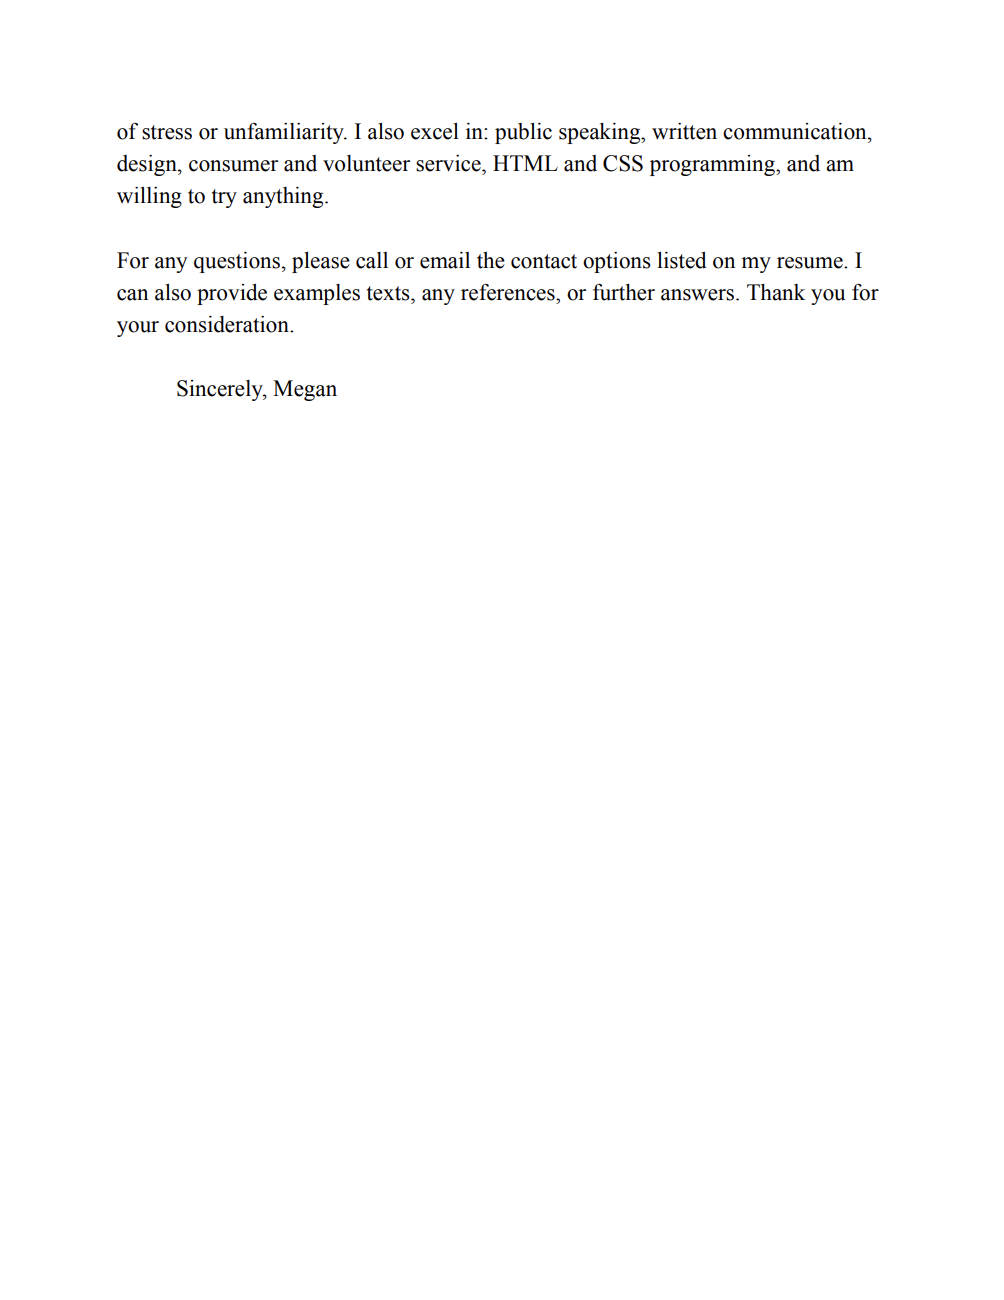 of stress or unfamiliarity. I also excel in: public speaking, written communication,
design, consumer and volunteer service, HTML and CSS programming, and am
willing to try anything.
For any questions, please call or email the contact options listed on my resume. I
can also provide examples texts, any references, or further answers. Thank you for
your consideration.
Sincerely, Megan